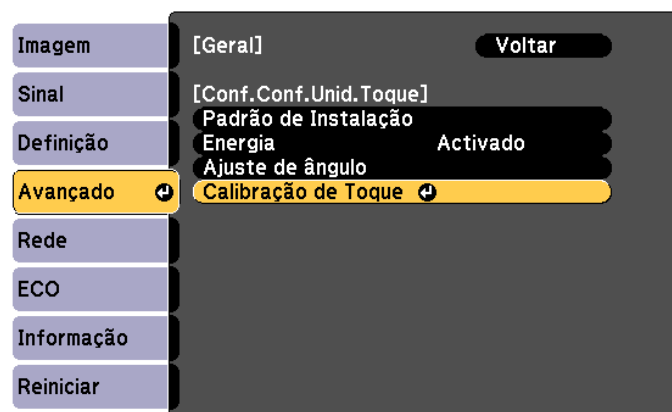 Imagem
Sinal
Definição
Avançado
Rede
ECO
Informação
Reiniciar
[Geral] Voltar
[Conf.Conf.Unid.Toque]
Padrão de Instalação
Energia Activado
Ajuste de ângulo
Calibração de Toque